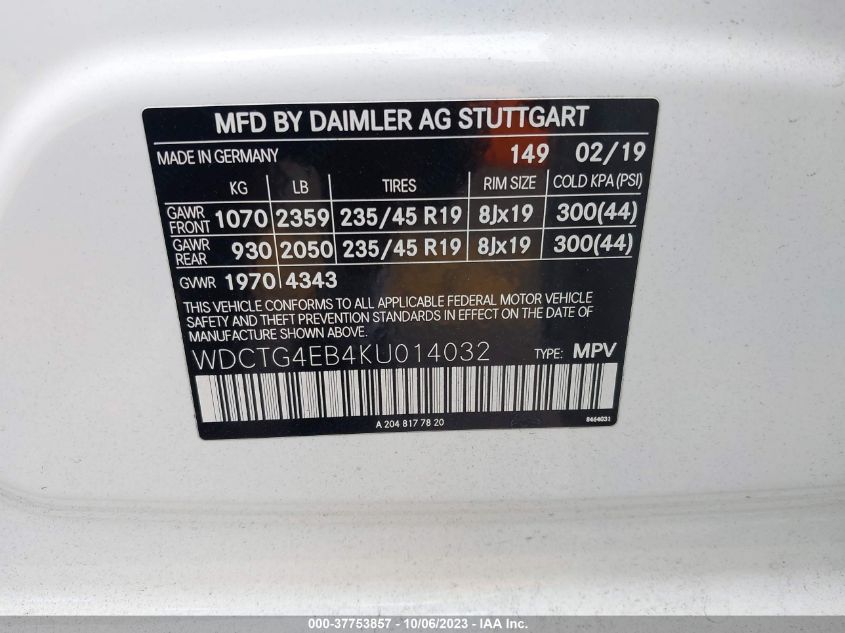 MFD BY DAIMLER AG STUTTGART
MADE IN GERMANY 149 02/19
KG LB TIRES RIM SIZE COLD KPA(PSI)
GAWR FRONT 1070 2359 235/45 R19 8Jx19 300(44)
GAWR REAR 930 2050 235/45 R19 8Jx19 300(44)
GVWR 1970 4343
THIS VEHICLE CONFORMS TO ALL APPLICABLE FEDERAL MOTOR VEHICLE
SAFETY AND THEFT PREVENTION STANDARDS IN EFFECT ON THE DATE OF
MANUFACTURE SHOWN ABOVE.
WDCTG4EB4KU014032 TYPE: MPV
A 204 817 78 20 8464031
000-37753857 - 10/06/2023 - IAA Inc.